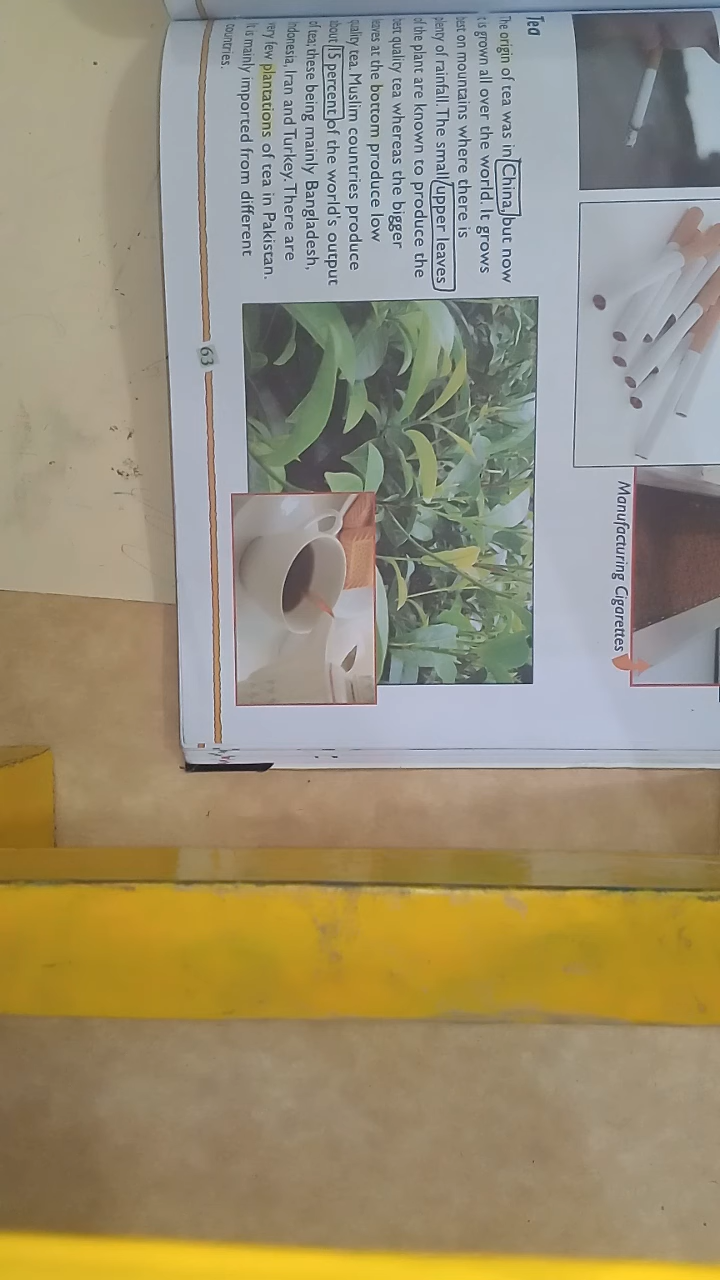 Manufacturing Cigarettes
Tea
The origin of tea was in China, but now
it is grown all over the world. It grows
best on mountains where there is
plenty of rainfall. The small upper leaves
of the plant are known to produce the
best quality tea whereas the bigger
leaves at the bottom produce low
quality tea. Muslim countries produce
about 15 percent of the world's output
of tea; these being mainly Bangladesh,
Indonesia, Iran and Turkey. There are
very few plantations of tea in Pakistan.
It is mainly imported from different
countries.
63